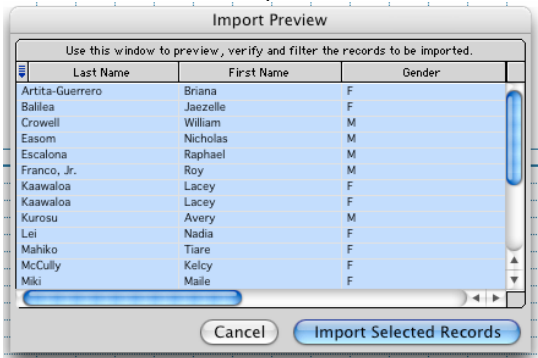 Import Preview
Use this window to preview, verify and filter the records to be imported.
Last Name First Name Gender
Artita-Guerrero Briana F
Balilea Jaezelle F
Crowell William M
Easom Nicholas M
Escalona Raphael M
Franco, Jr. Roy M
Kaawaloa Lacey F
Kaawaloa Lacey F
Kurosu Avery M
Lei Nadia F
Mahiko Tiare F
McCully Kelcy F
Miki Maile F
Cancel Import Selected Records